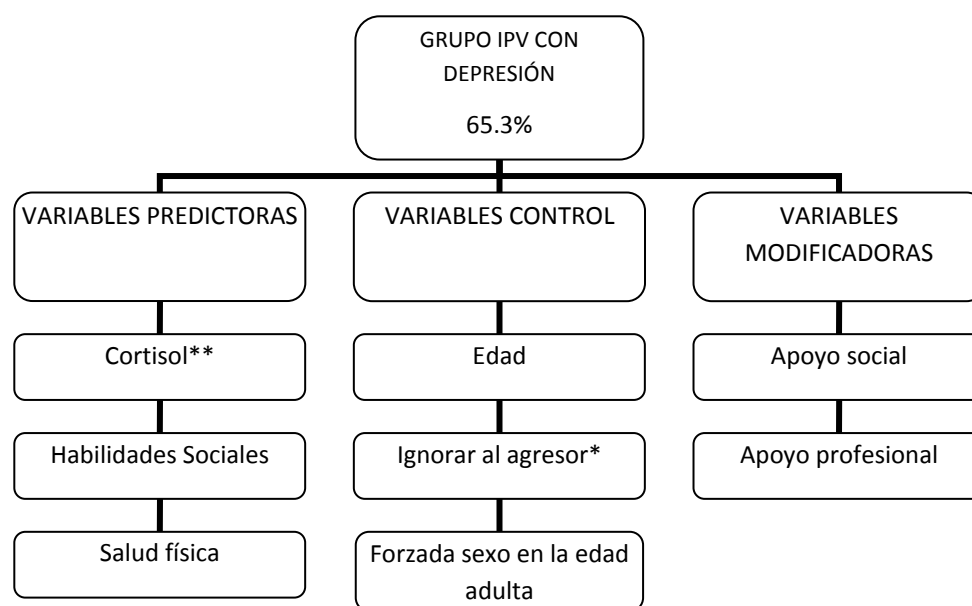 GRUPO IPV CON
DEPRESIÓN
65.3%
VARIABLES PREDICTORAS
VARIABLES CONTROL
VARIABLES
MODIFICADORAS
Cortisol**
Edad
Apoyo social
Habilidades Sociales
Ignorar al agresor*
Apoyo profesional
Salud física
Forzada sexo en la edad
adulta